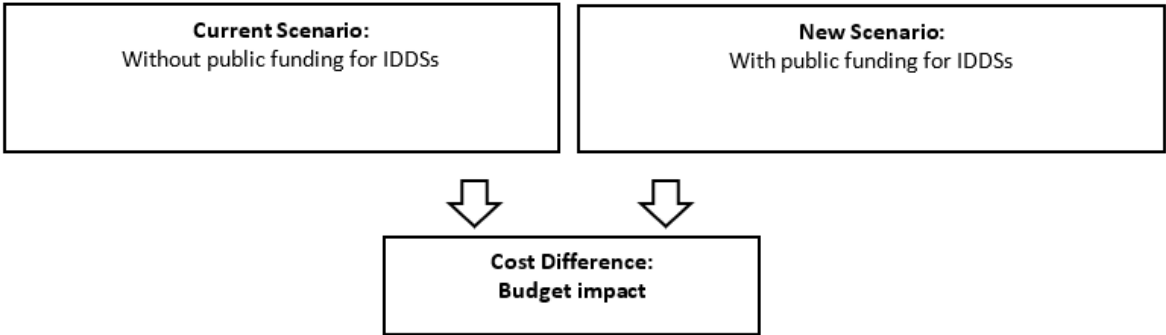 Current Scenario:
Without public funding for IDDSs
New Scenario:
With public funding for IDDSs
Cost Difference:
Budget impact